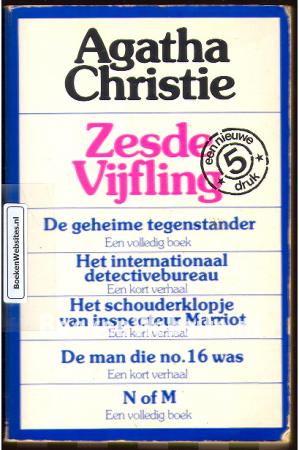 Agatha
Christie
Zesde
Vijfling
een nieuwe
5
druk
De geheime tegenstander
Een volledig boek
Het internationaal
detectivebureau
Een kort verhaal
Het schouderklopje
van inspecteur Marriot
Een kort verhaal
De man die no.16 was
Een kort verhaal
N of M
Een volledig boek
BoekenWebsites.nl